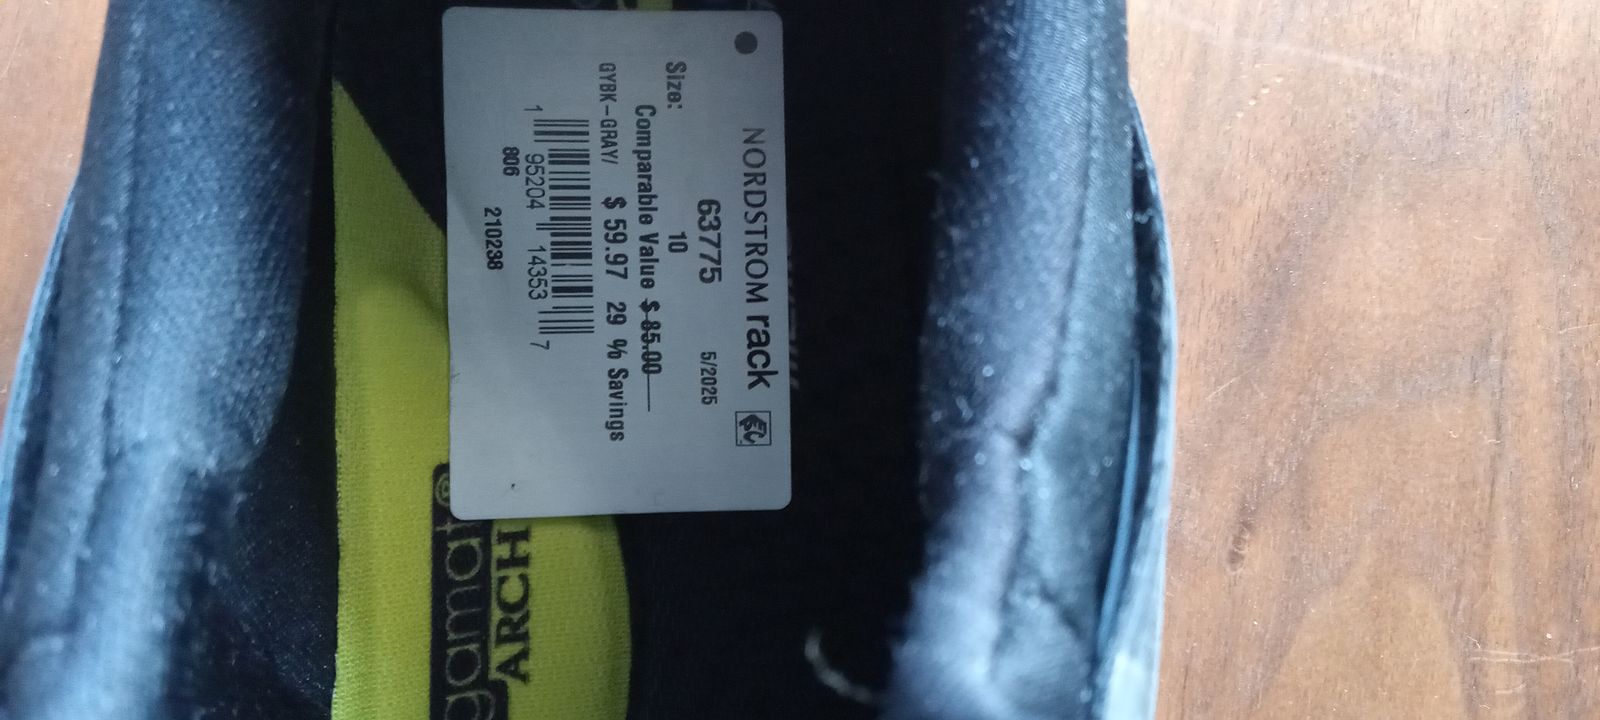 NORDSTROM rack
63775 5/2025
Size: 10
Comparable Value $ 85.00
GYBK-GRAY/ $ 59.97 29 % Savings
1 95204 14353 7
806 210238
gamat®
ARCH